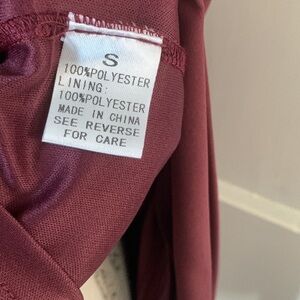 S
100%POLYESTER
LINING:
100%POLYESTER
MADE IN CHINA
SEE REVERSE
FOR CARE